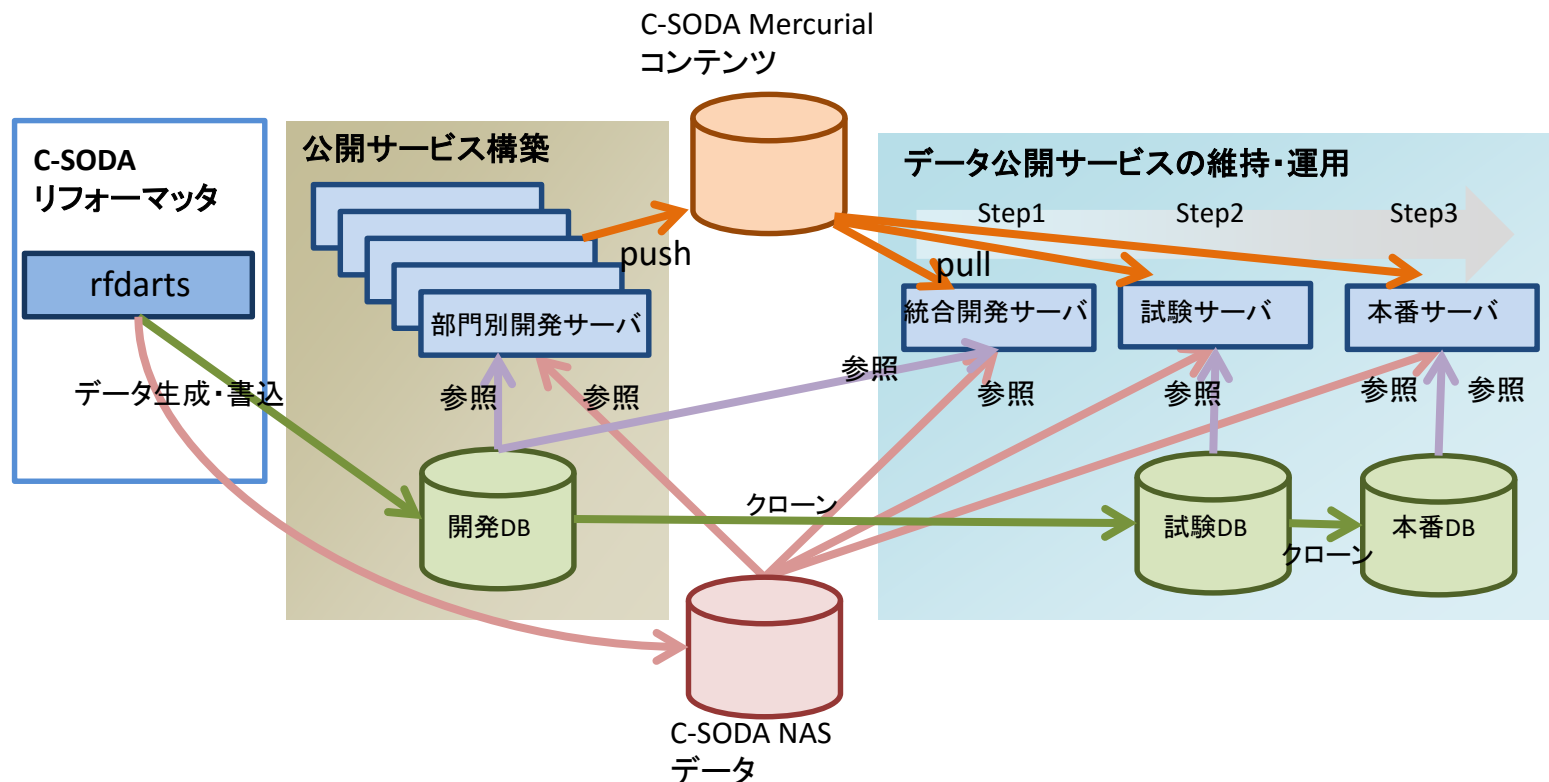 C-SODA Mercurial
コンテンツ
C-SODA
リフォーマッタ
rfdarts
データ生成・書込
公開サービス構築
push
部門別開発サーバ
参照
参照
開発DB
データ公開サービスの維持・運用
Step1
Step2
Step3
pull
統合開発サーバ
試験サーバ
本番サーバ
参照
参照
参照
参照
参照
クローン
試験DB
クローン
本番DB
C-SODA NAS
データ